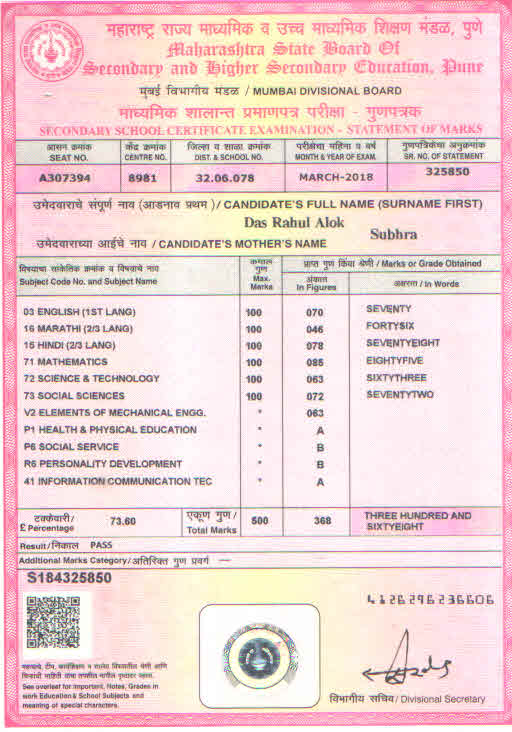 महाराष्ट्र राज्य माध्यमिक व उच्च माध्यमिक शिक्षण मंडळ, पुणे
Maharashtra State Board Of
Secondary and Higher Secondary Education, Pune
मुंबई विभागीय मंडळ / MUMBAI DIVISIONAL BOARD
माध्यमिक शालान्त प्रमाणपत्र परीक्षा - गुणपत्रक
SECONDARY SCHOOL CERTIFICATE EXAMINATION - STATEMENT OF MARKS
आसन क्रमांक केंद्र क्रमांक जिल्हा व शाळा क्रमांक परीक्षेचा महिना व वर्ष गुणपत्रिकेचा अनुक्रमांक
SEAT NO. CENTRE NO. DIST. & SCHOOL NO. MONTH & YEAR OF EXAM. SR. NO. OF STATEMENT
A307394 8981 32.06.078 MARCH-2018 325850
उमेदवाराचे संपूर्ण नाव (आडनाव प्रथम) / CANDIDATE'S FULL NAME (SURNAME FIRST)
Das Rahul Alok
उमेदवाराच्या आईचे नाव / CANDIDATE'S MOTHER'S NAME Subhra
विषयाचा सांकेतिक क्रमांक व विषयाचे नाव कमाल गुण प्राप्त गुण किंवा श्रेणी / Marks or Grade Obtained
Subject Code No. and Subject Name Max. Marks अंकात In Figures अक्षरात / In Words
03 ENGLISH (1ST LANG) 100 070 SEVENTY
16 MARATHI (2/3 LANG) 100 046 FORTYSIX
15 HINDI (2/3 LANG) 100 078 SEVENTYEIGHT
71 MATHEMATICS 100 085 EIGHTYFIVE
72 SCIENCE & TECHNOLOGY 100 063 SIXTYTHREE
73 SOCIAL SCIENCES 100 072 SEVENTYTWO
V2 ELEMENTS OF MECHANICAL ENGG. * 063
P1 HEALTH & PHYSICAL EDUCATION * A
P6 SOCIAL SERVICE * B
R6 PERSONALITY DEVELOPMENT * B
41 INFORMATION COMMUNICATION TEC * A
टक्केवारी / £ Percentage 73.60 एकूण गुण / Total Marks 500 368 THREE HUNDRED AND
SIXTYEIGHT
Result/निकाल PASS
Additional Marks Category/अतिरिक्त गुण प्रवर्ग —
S184325850
4126296236606
See overleaf for Important, Notes, Grades in
work Education & School Subjects and
meaning of special characters.
विभागीय सचिव / Divisional Secretary